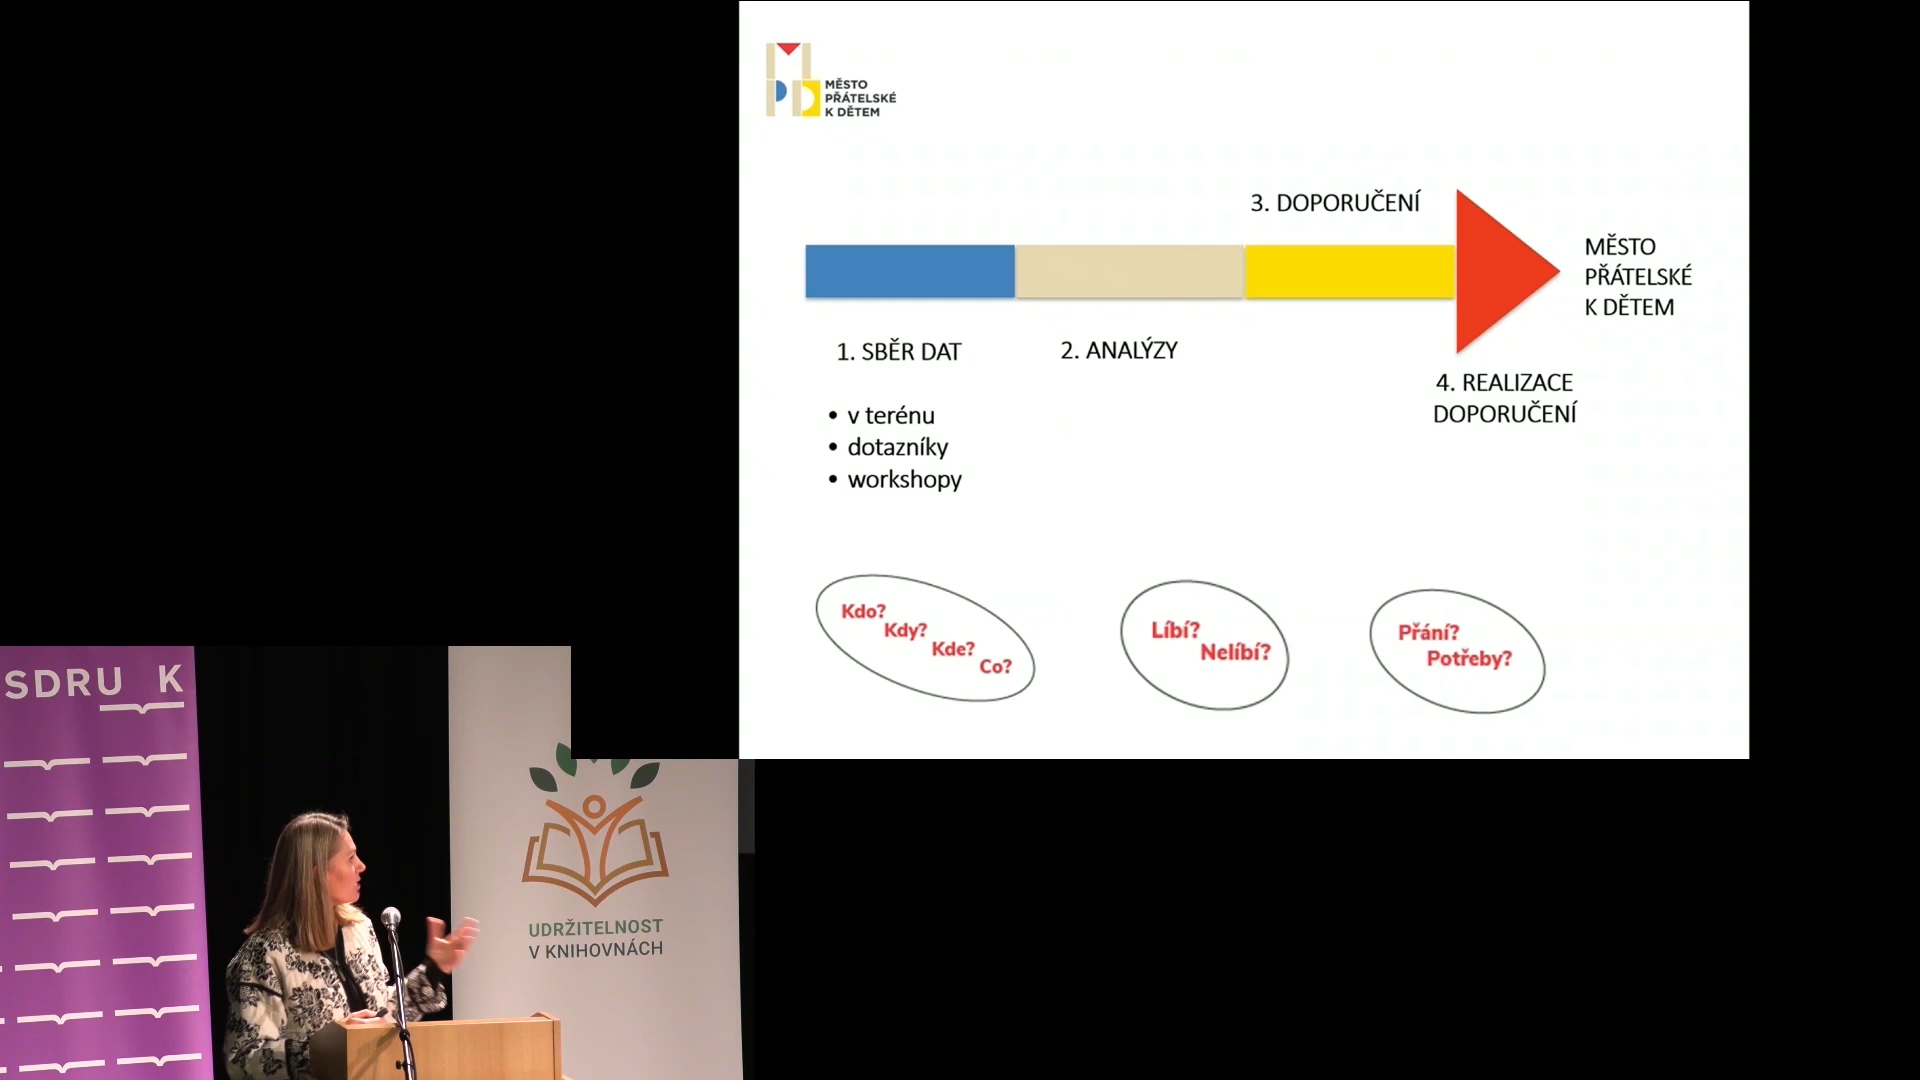 MĚSTO
PŘÁTELSKÉ
K DĚTEM
3. DOPORUČENÍ
MĚSTO
PŘÁTELSKÉ
K DĚTEM
1. SBĚR DAT
2. ANALÝZY
4. REALIZACE
DOPORUČENÍ
• v terénu
• dotazníky
• workshopy
Kdo?
Kdy?
Kde?
Co?
Líbí?
Nelíbí?
Přání?
Potřeby?
SDRU K
UDRŽITELNOST
V KNIHOVNÁCH